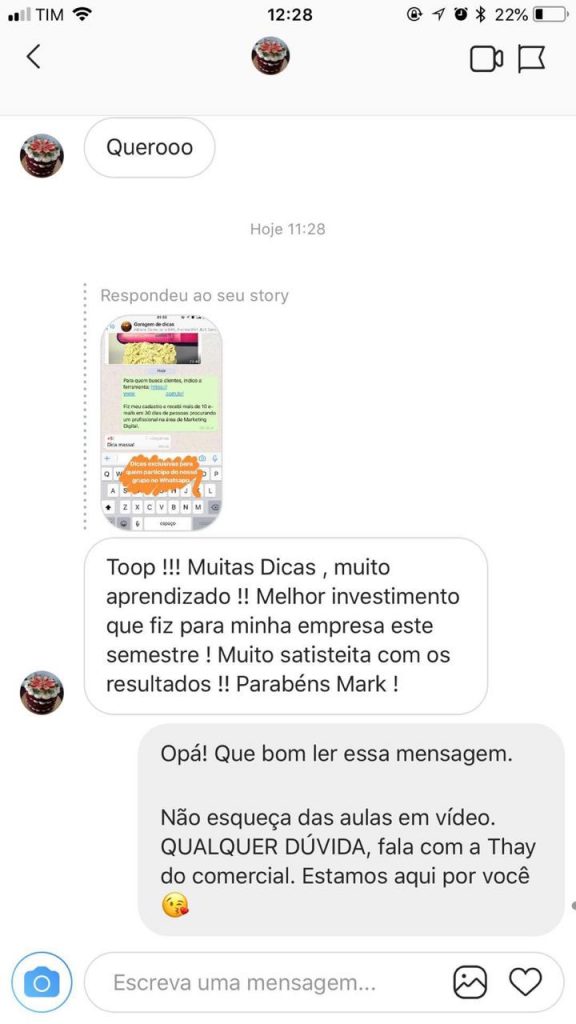 TIM
12:28
22%
Querooo
Hoje 11:28
Respondeu ao seu story
Garagem de dicas
Hoje
Para quem busca clientes, indico a
ferramenta: https://
www. com.br/
Fiz meu cadastro e recebi mais de 10 e-
mails em 30 dias de pessoas procurando
um profissional na área de Marketing
Digital.
Dica massa!
Dicas exclusivas para
quem participa do nosso
grupo no Whatsapp
Q W O P
A S H J L
Z X C V B N M
espaço
Toop !!! Muitas Dicas , muito
aprendizado !! Melhor investimento
que fiz para minha empresa este
semestre ! Muito satisteita com os
resultados !! Parabéns Mark !
Opá! Que bom ler essa mensagem.
Não esqueça das aulas em vídeo.
QUALQUER DÚVIDA, fala com a Thay
do comercial. Estamos aqui por você
😘
Escreva uma mensagem...